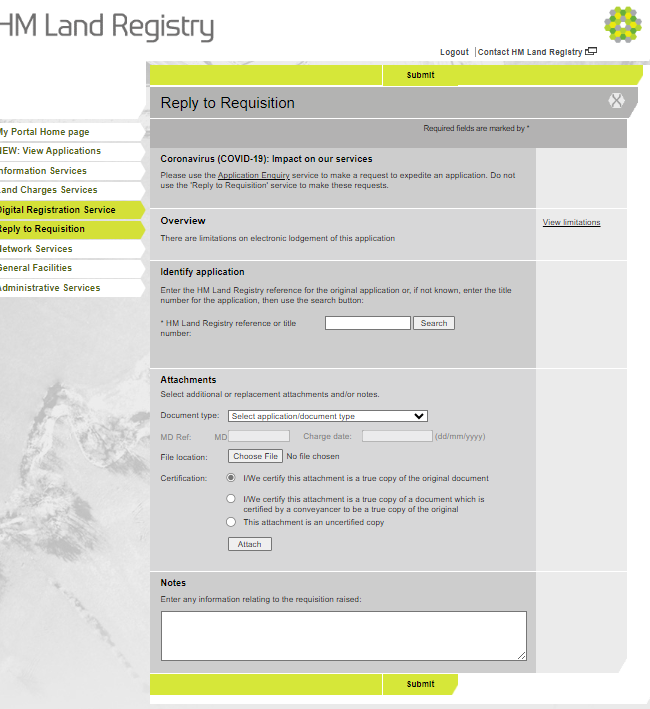 HM Land Registry
Logout | Contact HM Land Registry
Submit
Reply to Requisition
Required fields are marked by *
My Portal Home page
NEW: View Applications
Information Services
Land Charges Services
Digital Registration Service
Reply to Requisition
Network Services
General Facilities
Administrative Services
Coronavirus (COVID-19): Impact on our services
Please use the Application Enquiry service to make a request to expedite an application. Do not
use the 'Reply to Requisition' service to make these requests.
Overview
View limitations
There are limitations on electronic lodgement of this application
Identify application
Enter the HM Land Registry reference for the original application or, if not known, enter the title
number for the application, then use the search button:
* HM Land Registry reference or title
number:
Search
Attachments
Select additional or replacement attachments and/or notes.
Document type: Select application/document type
MD Ref: MD Charge date: (dd/mm/yyyy)
File location: Choose File No file chosen
Certification: I/We certify this attachment is a true copy of the original document
I/We certify this attachment is a true copy of a document which is
certified by a conveyancer to be a true copy of the original
This attachment is an uncertified copy
Attach
Notes
Enter any information relating to the requisition raised:
Submit